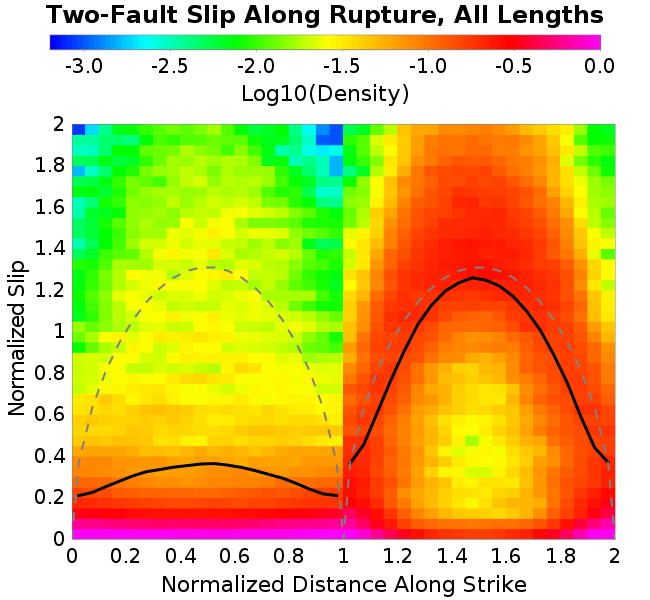 Two-Fault Slip Along Rupture, All Lengths
-3.0 -2.5 -2.0 -1.5 -1.0 -0.5 0.0
Log10(Density)
Normalized Slip
2
1.8
1.6
1.4
1.2
1
0.8
0.6
0.4
0.2
0
0 0.2 0.4 0.6 0.8 1 1.2 1.4 1.6 1.8 2
Normalized Distance Along Strike